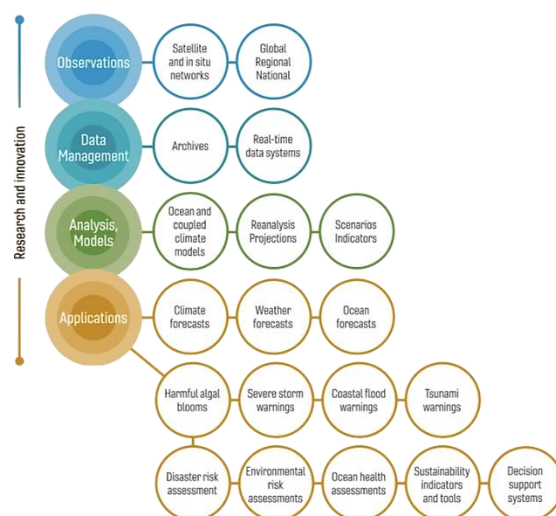 Research and innovation
Observations
Satellite
and in situ
networks
Global
Regional
National
Data
Management
Archives
Real-time
data systems
Analysis,
Models
Ocean and
coupled
climate
models
Reanalysis
Projections
Scenarios
Indicators
Applications
Climate
forecasts
Weather
forecasts
Ocean
forecasts
Harmful algal
blooms
Severe storm
warnings
Coastal flood
warnings
Tsunami
warnings
Disaster risk
assessment
Environmental
risk
assessments
Ocean health
assessments
Sustainability
indicators
and tools
Decision
support
systems